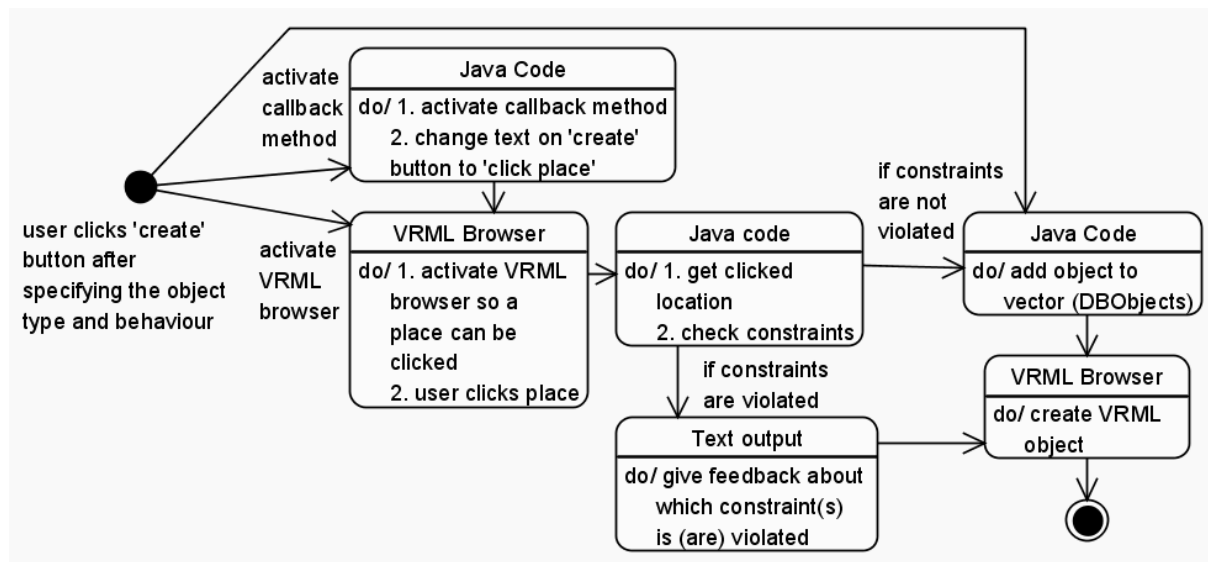 activate
callback
method
Java Code
do/ 1. activate callback method
2. change text on 'create'
button to 'click place'
user clicks 'create'
button after
specifying the object
type and behaviour
activate
VRML
browser
VRML Browser
do/ 1. activate VRML
browser so a
place can be
clicked
2. user clicks place
Java code
do/ 1. get clicked
location
2. check constraints
if constraints
are not
violated
Java Code
do/ add object to
vector (DBObjects)
if constraints
are violated
Text output
do/ give feedback about
which constraint(s)
is (are) violated
VRML Browser
do/ create VRML
object